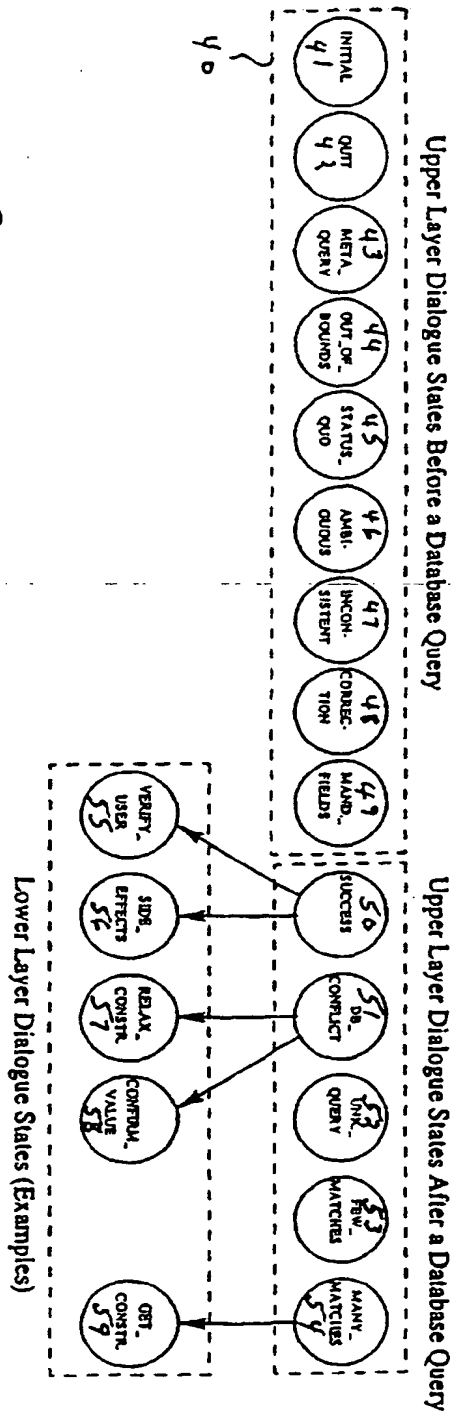 Upper Layer Dialogue States Before a Database Query
Upper Layer Dialogue States After a Database Query
INITIAL
41
QUIT
43
META_
QUERY
44
OUT_OF_
BOUNDS
45
STATUS_
QUO
46
AMBI-
GUOUS
47
INCON-
SISTENT
48
CORREC-
TION
49
MAND_
FIELDS
50
SUCCESS
51
DB_
CONFLICT
53
UNK_
QUERY
53
FEW_
MATCHES
MANY_
MATCHES
54
40
VERIFY_
USER
55
SIDE_
EFFECTS
56
RELAX_
CONSTR
57
CONFIRM_
VALUE
58
OBT_
CONSTR.
59
Lower Layer Dialogue States (Examples)